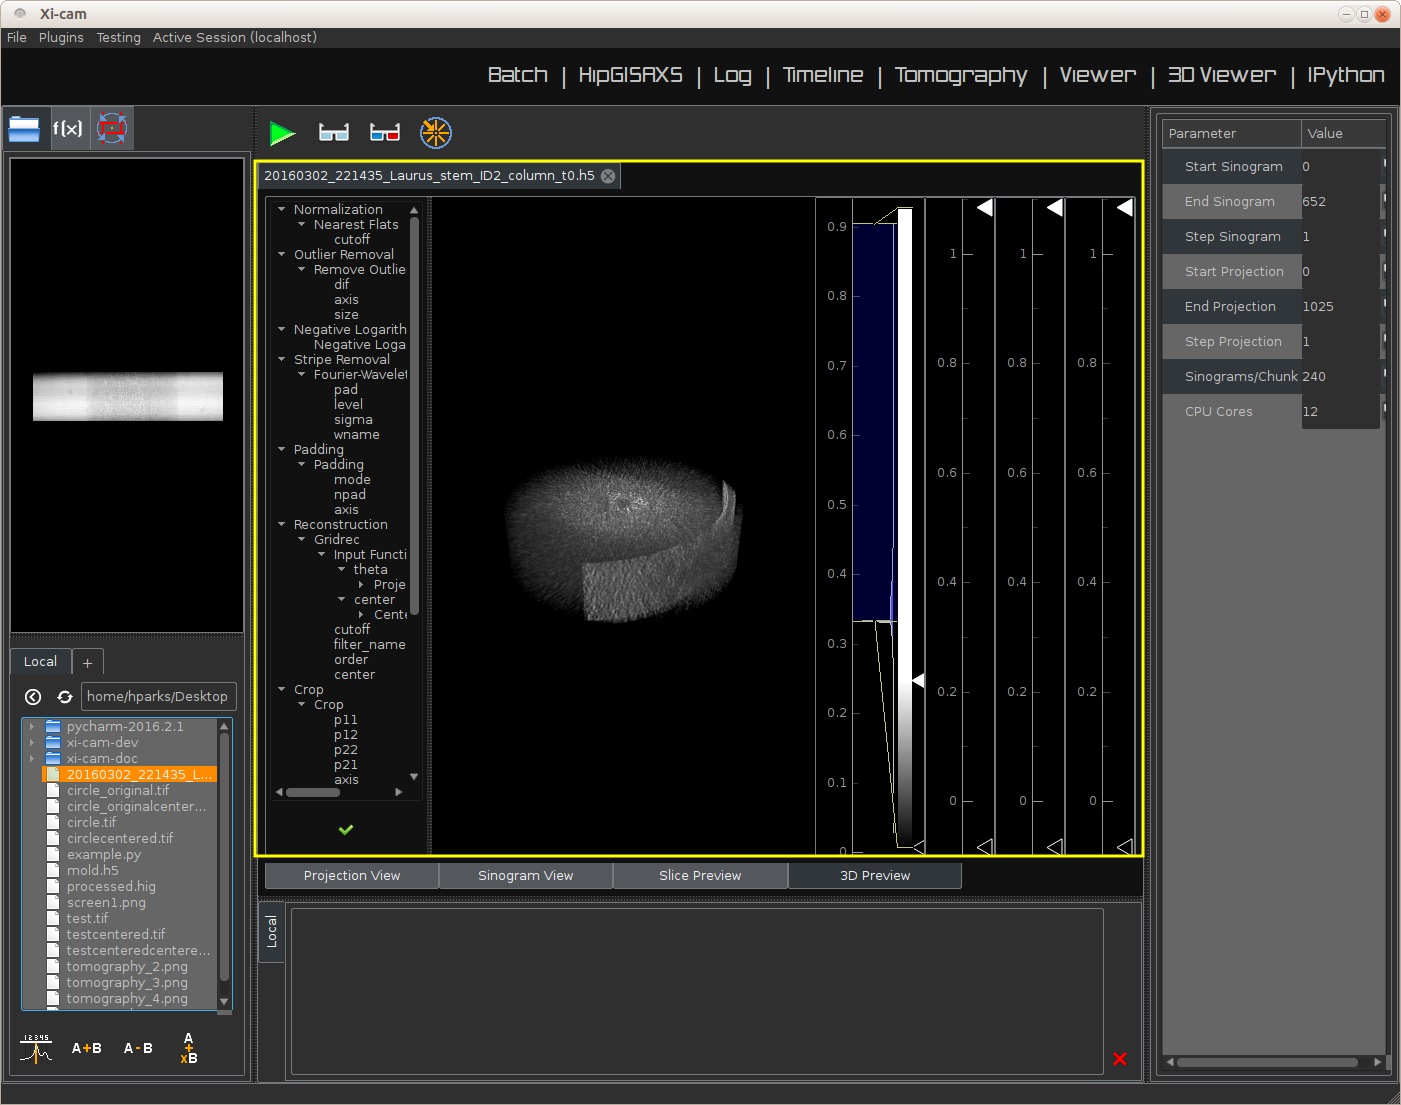 Xi-cam
File Plugins Testing Active Session (localhost)
Batch | HipGISAXS | Log | Timeline | Tomography | Viewer | 3D Viewer | IPython
f(x)
20160302_221435_Laurus_stem_ID2_column_t0.h5
Normalization
Nearest Flats
cutoff
Outlier Removal
Remove Outlie
dif
axis
size
Negative Logarith
Negative Loga
Stripe Removal
Fourier-Wavelet
pad
level
sigma
wname
Padding
Padding
mode
npad
axis
Reconstruction
Gridrec
Input Functi
theta
Proje
center
Cente
cutoff
filter_name
order
center
Crop
Crop
p11
p12
p22
p21
axis
0.9
0.8
0.7
0.6
0.5
0.4
0.3
0.2
0.1
0
1 1 1
0.8 0.8 0.8
0.6 0.6 0.6
0.4 0.4 0.4
0.2 0.2 0.2
0 0 0
Parameter Value
Start Sinogram 0
End Sinogram 652
Step Sinogram 1
Start Projection 0
End Projection 1025
Step Projection 1
Sinograms/Chunk 240
CPU Cores 12
Local +
home/hparks/Desktop
pycharm-2016.2.1
xi-cam-dev
xi-cam-doc
20160302_221435_L...
circle_original.tif
circle_originalcenter...
circle.tif
circlecentered.tif
example.py
mold.h5
processed.hig
screen1.png
test.tif
testcentered.tif
testcenteredcentere...
tomography_2.png
tomography_3.png
tomography_4.png
12345
A+B
A-B
A
+
xB
Projection View Sinogram View Slice Preview 3D Preview
Local